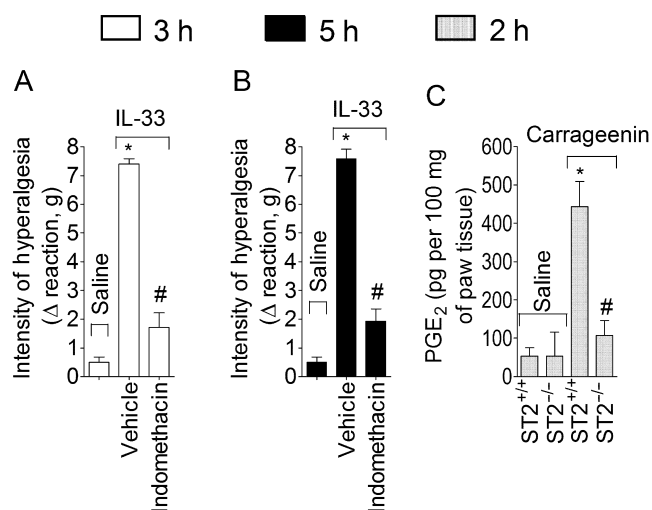 3 h 5 h 2 h
A
IL-33
Intensity of hyperalgesia
(Δ reaction, g)
8
7
6
5
4
3
2
1
0
*
#
Saline
Vehicle
Indomethacin
B
IL-33
Intensity of hyperalgesia
(Δ reaction, g)
8
7
6
5
4
3
2
1
0
*
#
Saline
Vehicle
Indomethacin
C
Carrageenin
PGE₂ (pg per 100 mg
of paw tissue)
600
500
400
300
200
100
0
*
#
Saline
ST2⁺/⁺
ST2⁻/⁻
ST2⁺/⁺
ST2⁻/⁻